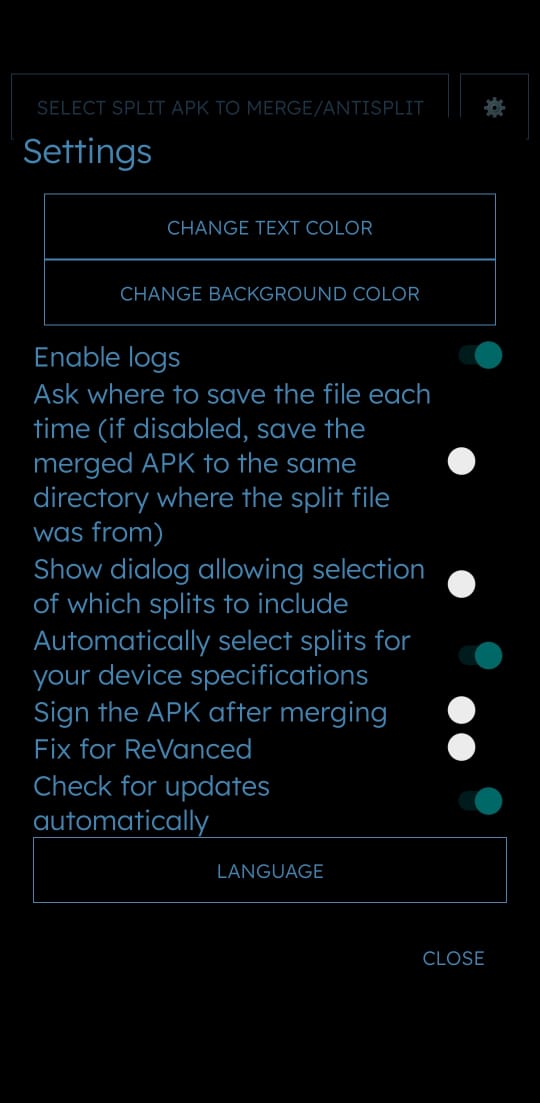 SELECT SPLIT APK TO MERGE/ANTISPLIT
Settings
CHANGE TEXT COLOR
CHANGE BACKGROUND COLOR
Enable logs
Ask where to save the file each
time (if disabled, save the
merged APK to the same
directory where the split file
was from)
Show dialog allowing selection
of which splits to include
Automatically select splits for
your device specifications
Sign the APK after merging
Fix for ReVanced
Check for updates
automatically
LANGUAGE
CLOSE